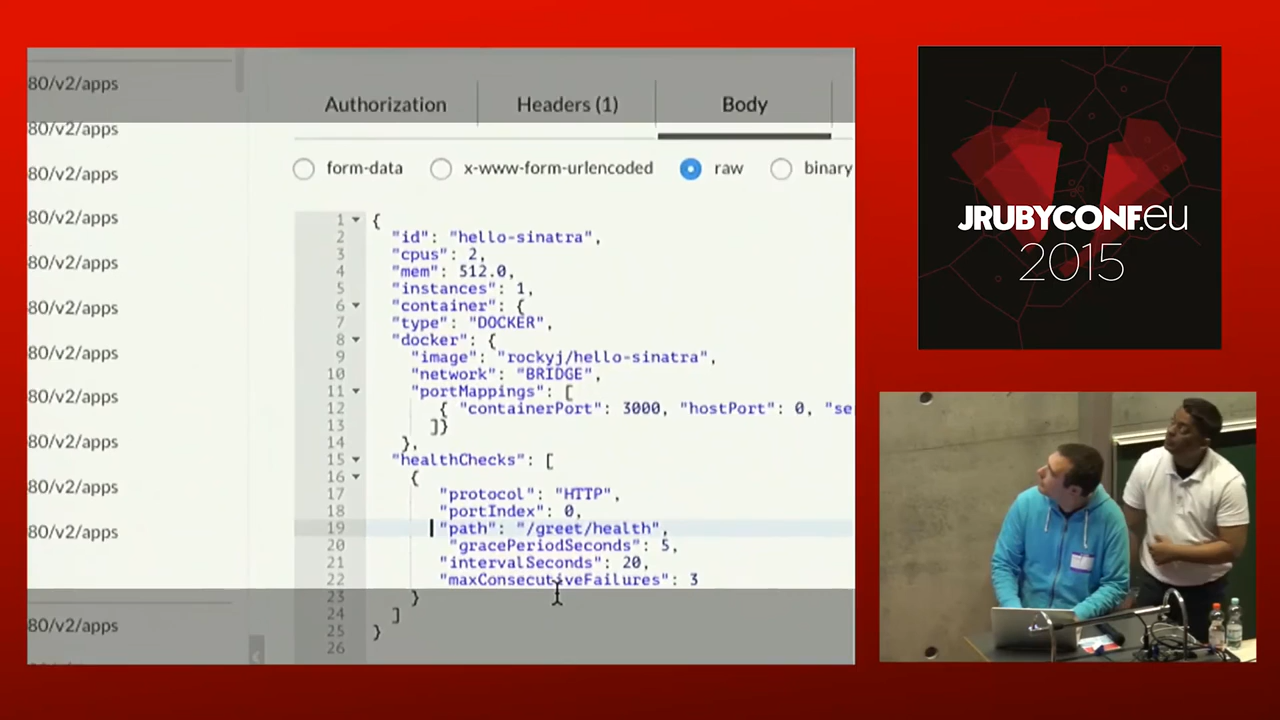 80/v2/apps
80/v2/apps
80/v2/apps
80/v2/apps
80/v2/apps
80/v2/apps
80/v2/apps
80/v2/apps
80/v2/apps
80/v2/apps
80/v2/apps
80/v2/apps
Authorization Headers (1) Body
form-data x-www-form-urlencoded raw binary
1 {
2 "id": "hello-sinatra",
3 "cpus": 2,
4 "mem": 512.0,
5 "instances": 1,
6 "container": {
7 "type": "DOCKER",
8 "docker": {
9 "image": "rockyj/hello-sinatra",
10 "network": "BRIDGE",
11 "portMappings": [
12 { "containerPort": 3000, "hostPort": 0, "se
13 ]}
14 },
15 "healthChecks": [
16 {
17 "protocol": "HTTP",
18 "portIndex": 0,
19 "path": "/greet/health",
20 "gracePeriodSeconds": 5,
21 "intervalSeconds": 20,
22 "maxConsecutiveFailures": 3
23 }
24 ]
25 }
26
JRUBYCONF.eu
2015